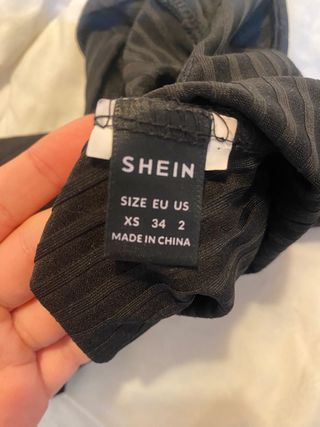 SHEIN
SIZE EU US
XS 34 2
MADE IN CHINA